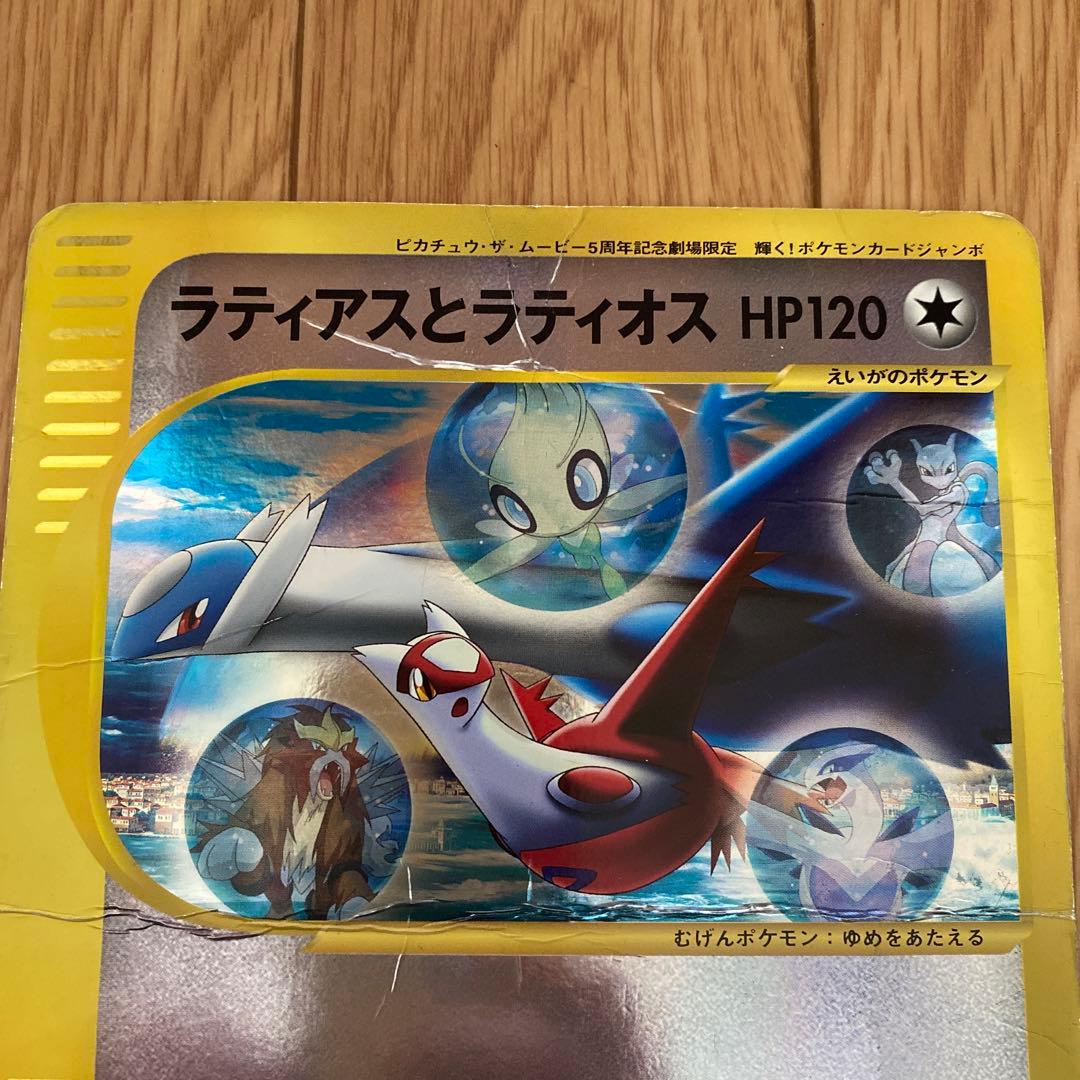 ピカチュウ・ザ・ムービー5周年記念劇場限定　輝く!ポケモンカードジャンボ
ラティアスとラティオス HP120
えいがのポケモン
むげんポケモン：ゆめをあたえる